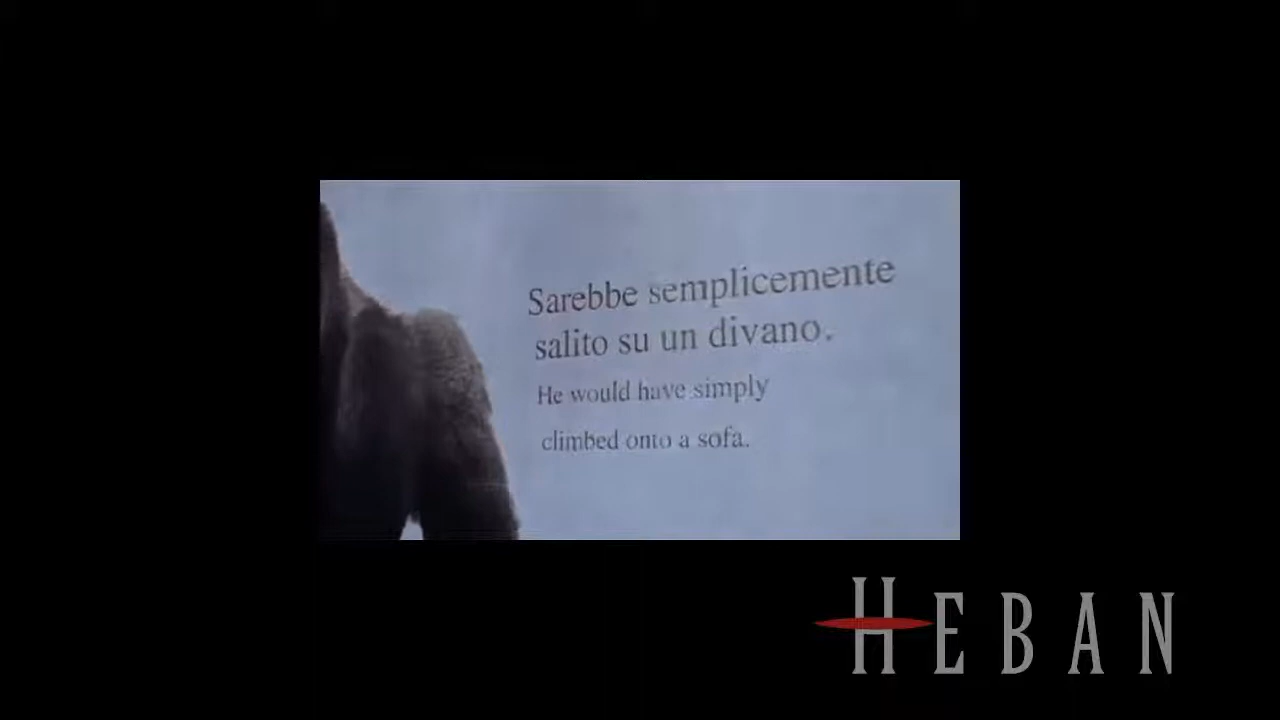 Sarebbe semplicemente
salito su un divano.
He would have simply
climbed onto a sofa.
HEBAN